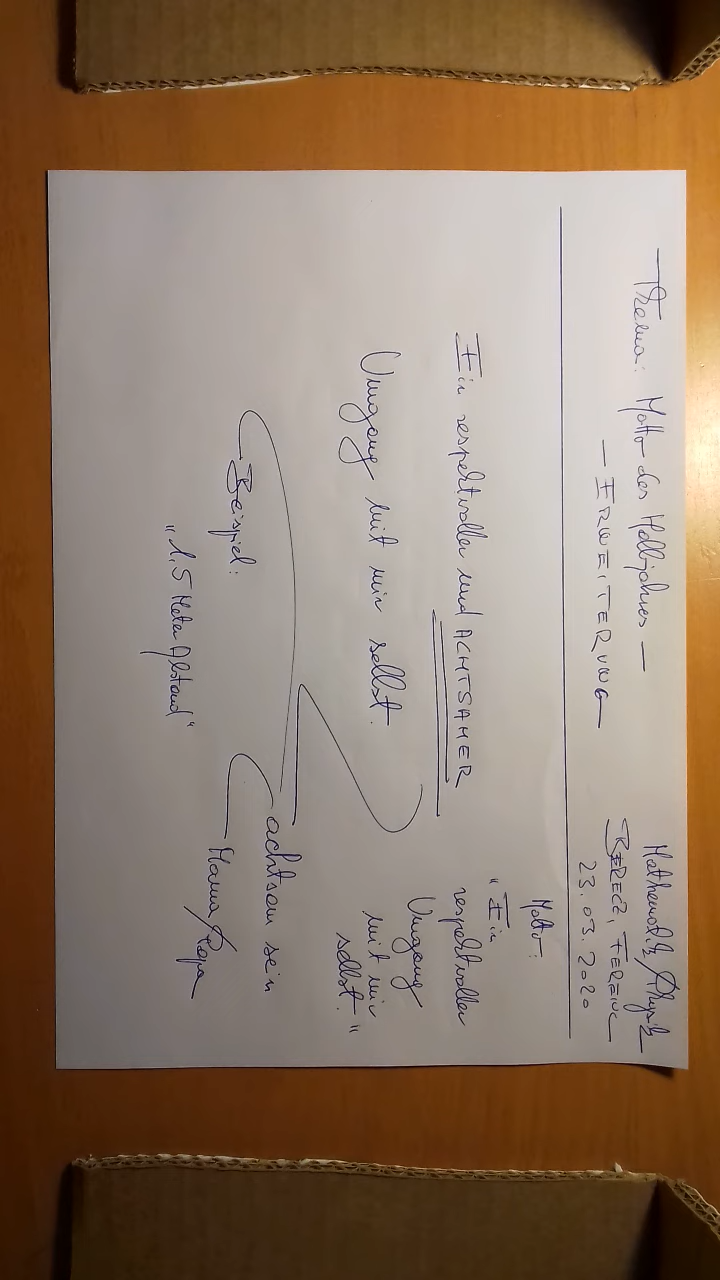 — Thema: Motto des Halbjahres —
— ERWEITERUNG —
Mathematik/Physik
BERECZ, FERENC
23.03.2020
Motto:
"Ein
respektvoller
Umgang
mit mir
selbst."
Ein respektvoller und ACHTSAMER
Umgang mit mir selbst.
achtsam sein
Mama/Papa
Beispiel:
"1,5 Meter Abstand"